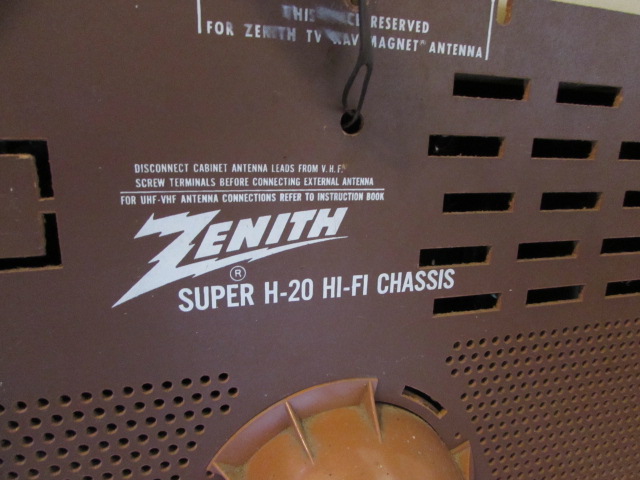 THIS RESERVED
FOR ZENITH TV "WAVEMAGNET" ANTENNA
DISCONNECT CABINET ANTENNA LEADS FROM V.H.F.
SCREW TERMINALS BEFORE CONNECTING EXTERNAL ANTENNA
FOR UHF-VHF ANTENNA CONNECTIONS REFER TO INSTRUCTION BOOK
ZENITH
®
SUPER H-20 HI-FI CHASSIS